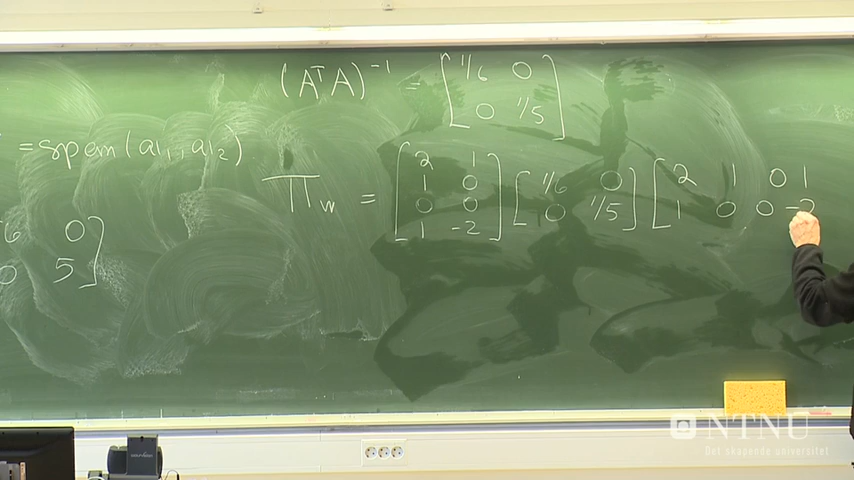 (AᵀA)⁻¹ = [1/6 0
0 1/5]
= span(a₁, a₂)
Π_W = [2 1
1 0
0 0
1 -2] [1/6 0
0 1/5] [2 1 0 1
1 0 0 -2
6 0
0 5]
NTNU
Det skapende universitet